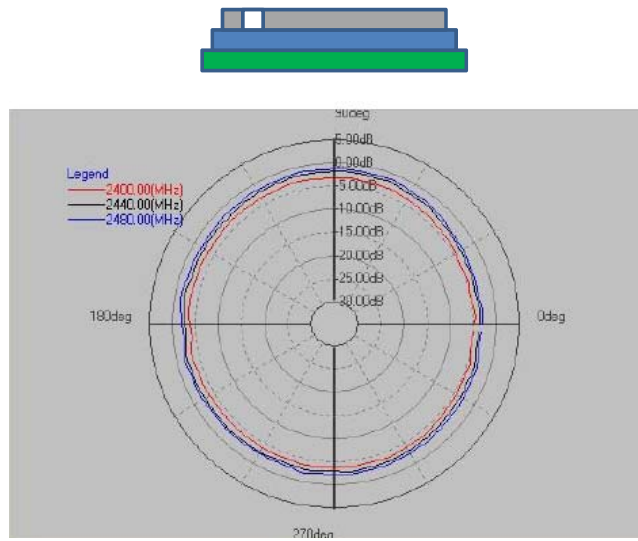 90deg
5.00dB
0.00dB
-5.00dB
-10.00dB
-15.00dB
-20.00dB
-25.00dB
-30.00dB
Legend
2400.00(MHz)
2440.00(MHz)
2480.00(MHz)
180deg
0deg
270deg